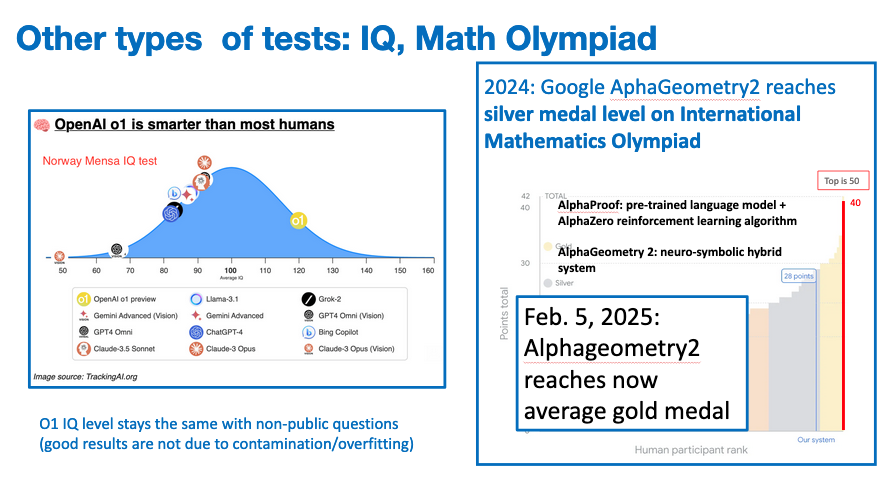 Other types of tests: IQ, Math Olympiad
OpenAI o1 is smarter than most humans
Norway Mensa IQ test
o1
50 60 70 80 90 100 110 120 130 140 150 160
Average IQ
o1 OpenAI o1 preview
Llama-3.1
Grok-2
Gemini Advanced (Vision)
Gemini Advanced
GPT4 Omni (Vision)
GPT4 Omni
ChatGPT-4
Bing Copilot
Claude-3.5 Sonnet
Claude-3 Opus
Claude-3 Opus (Vision)
Image source: TrackingAI.org
O1 IQ level stays the same with non-public questions
(good results are not due to contamination/overfitting)
2024: Google AphaGeometry2 reaches
silver medal level on International
Mathematics Olympiad
Top is 50
42
40
TOTAL
40
AlphaProof: pre-trained language model +
AlphaZero reinforcement learning algorithm
Gold
AlphaGeometry 2: neuro-symbolic hybrid
system
30
28 points
Silver
Points total
Feb. 5, 2025:
Alphageometry2
reaches now
average gold medal
Our system
Human participant rank